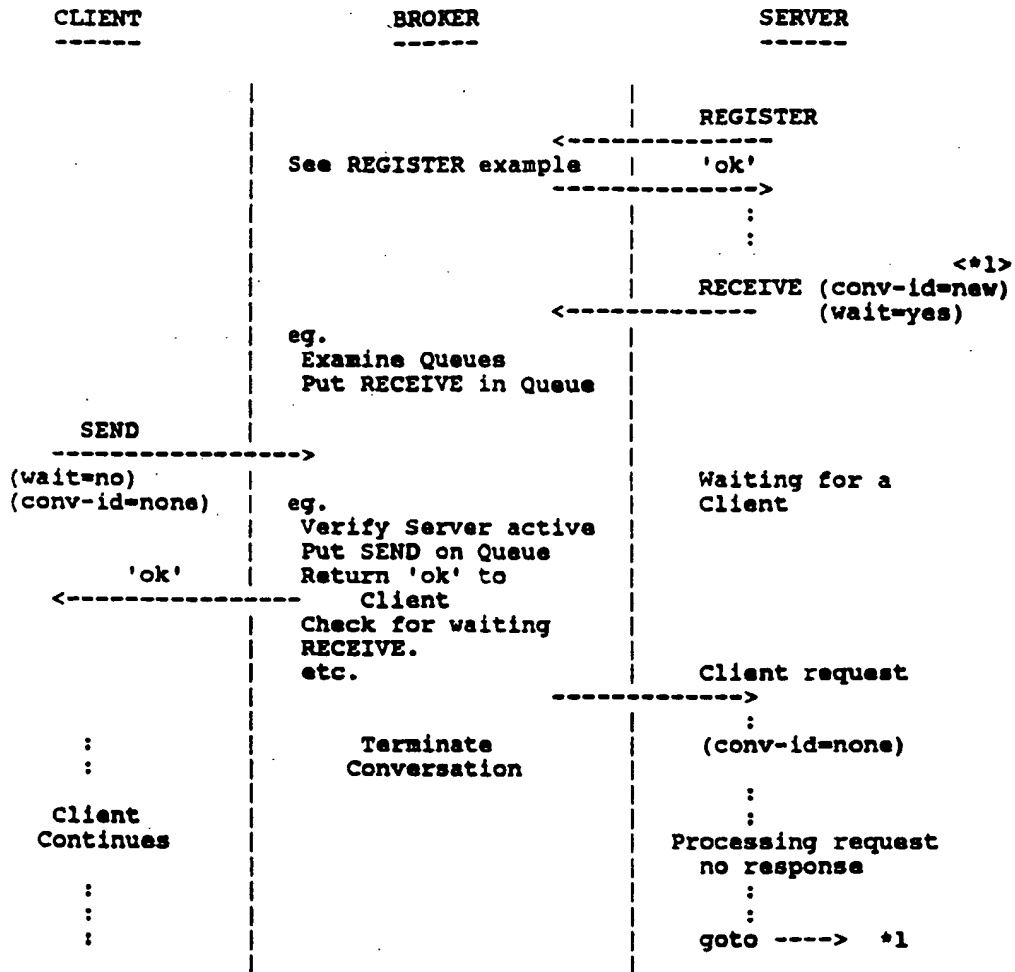 CLIENT BROKER SERVER
------ ------ ------
REGISTER
<-------------
See REGISTER example 'ok'
-------------->
:
:
<*1>
RECEIVE (conv-id=new)
<------------- (wait=yes)
eg.
Examine Queues
Put RECEIVE in Queue
SEND
----------------->
(wait=no) Waiting for a
(conv-id=none) eg. Client
Verify Server active
Put SEND on Queue
'ok' Return 'ok' to
<---------------- Client
Check for waiting
RECEIVE.
etc. Client request
-------------->
:
: Terminate (conv-id=none)
: Conversation
:
Client :
Continues Processing request
no response
: :
: :
: goto ----> *1